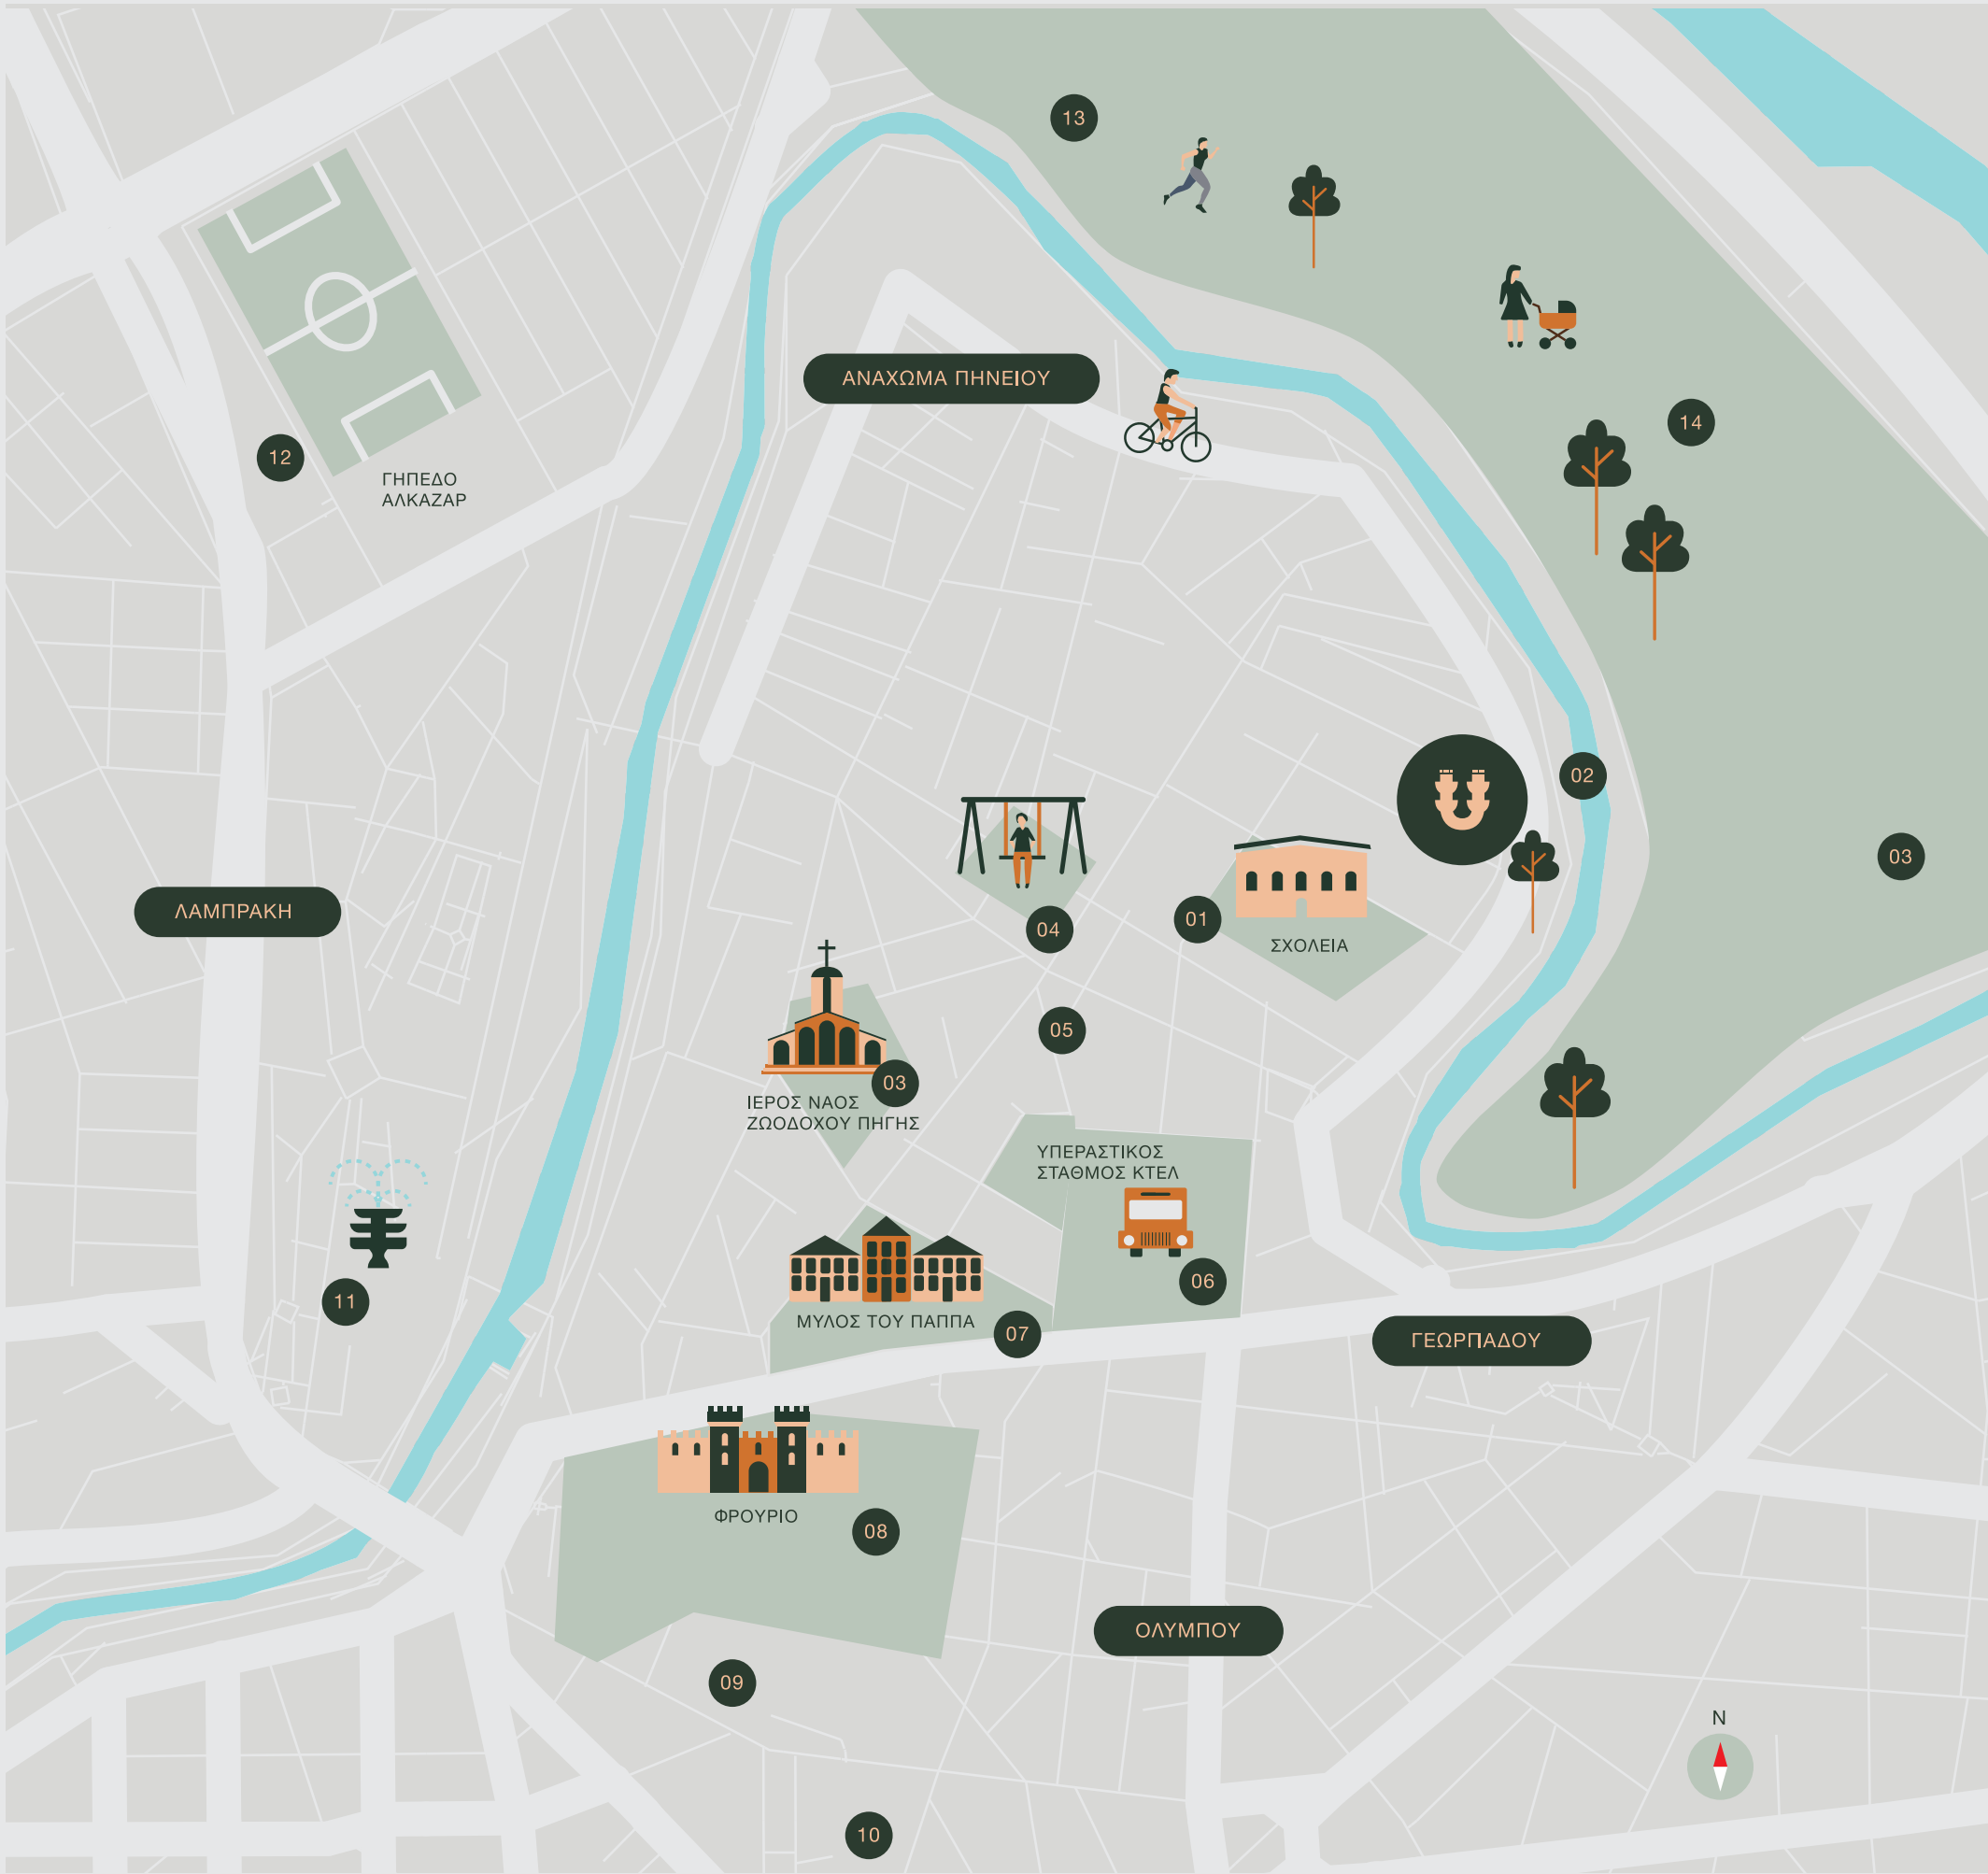 13
ΑΝΑΧΩΜΑ ΠΗΝΕΙΟΥ
14
12
ΓΗΠΕΔΟ
ΑΛΚΑΖΑΡ
02
03
ΛΑΜΠΡΑΚΗ
04
01
ΣΧΟΛΕΙΑ
05
03
ΙΕΡΟΣ ΝΑΟΣ
ΖΩΟΔΟΧΟΥ ΠΗΓΗΣ
ΥΠΕΡΑΣΤΙΚΟΣ
ΣΤΑΘΜΟΣ ΚΤΕΛ
06
11
ΜΥΛΟΣ ΤΟΥ ΠΑΠΠΑ
07
ΓΕΩΡΓΙΑΔΟΥ
ΦΡΟΥΡΙΟ
08
ΟΛΥΜΠΟΥ
09
N
10